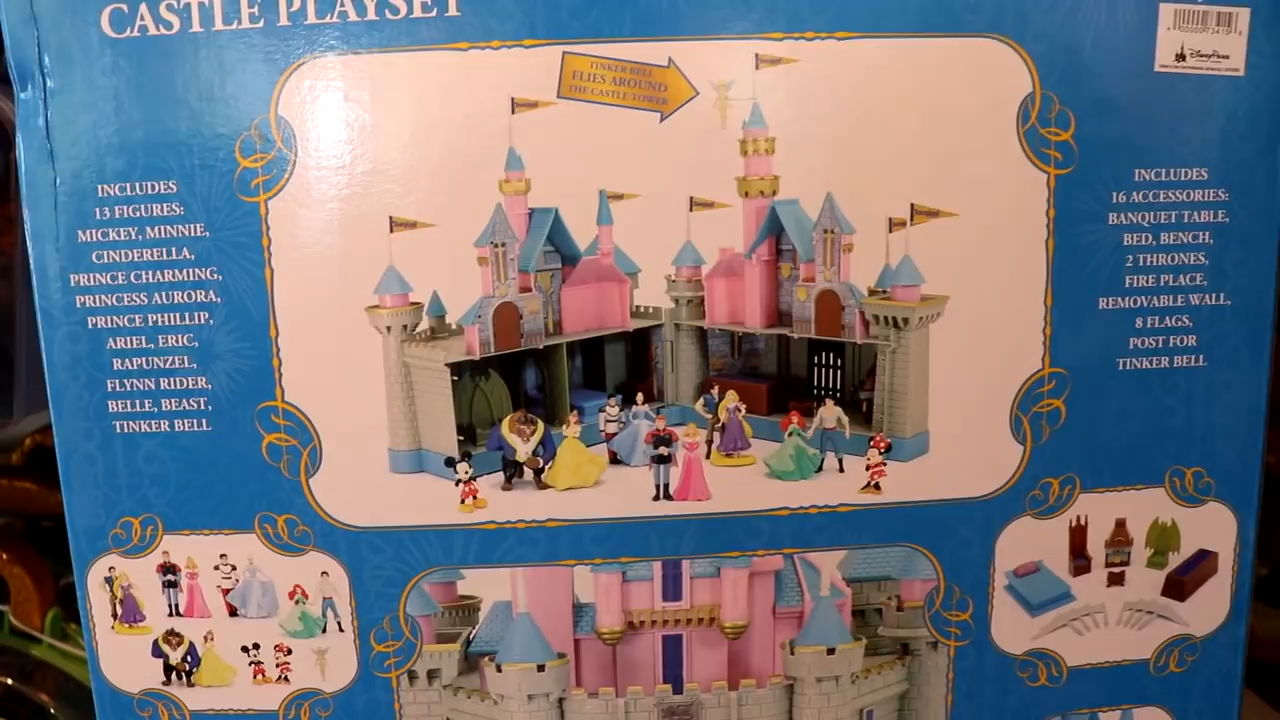 CASTLE PLAYSET
TINKER BELL
FLIES AROUND
THE CASTLE TOWER
INCLUDES
13 FIGURES:
MICKEY, MINNIE,
CINDERELLA,
PRINCE CHARMING,
PRINCESS AURORA,
PRINCE PHILLIP,
ARIEL, ERIC,
RAPUNZEL,
FLYNN RIDER,
BELLE, BEAST,
TINKER BELL
INCLUDES
16 ACCESSORIES:
BANQUET TABLE,
BED, BENCH,
2 THRONES,
FIRE PLACE,
REMOVABLE WALL,
8 FLAGS,
POST FOR
TINKER BELL
Disney Parks